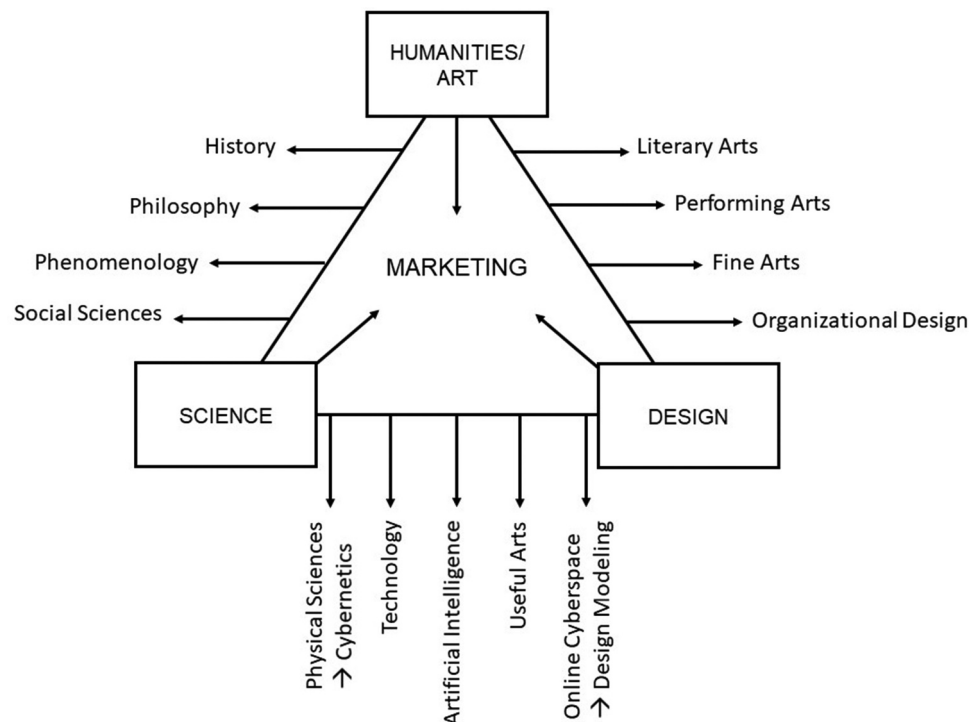 HUMANITIES/
ART
History
Literary Arts
Philosophy
Performing Arts
Phenomenology
MARKETING
Fine Arts
Social Sciences
Organizational Design
SCIENCE
DESIGN
Physical Sciences
→ Cybernetics
Technology
Artificial Intelligence
Useful Arts
Online Cyberspace
→ Design Modeling